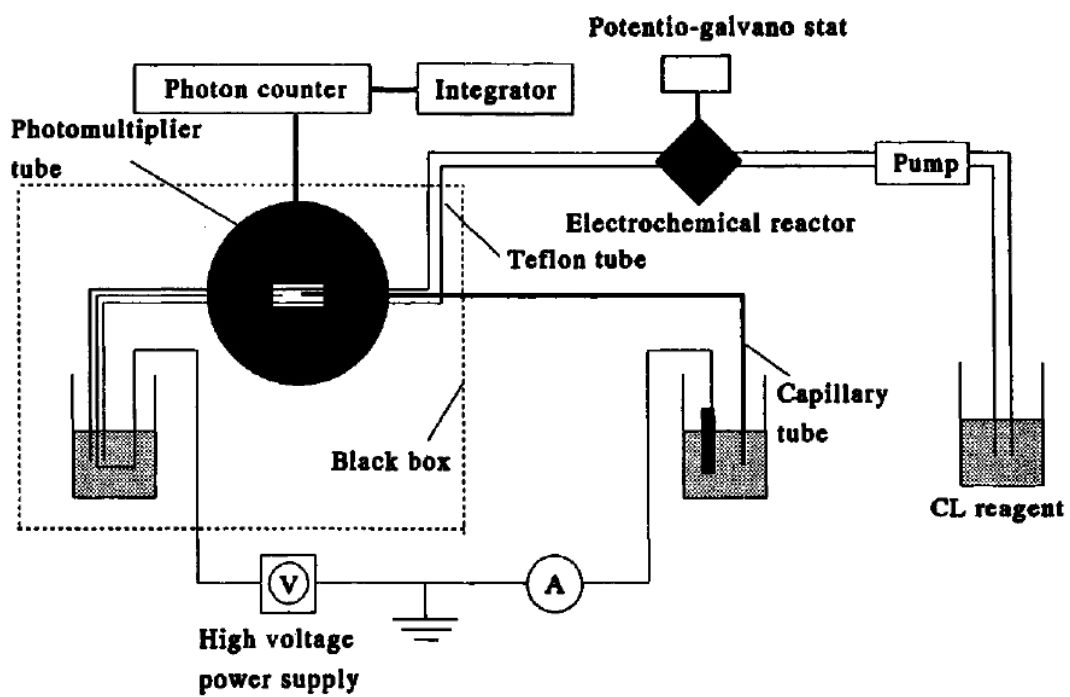 Potentio-galvano stat
Photon counter
Integrator
Photomultiplier
tube
Pump
Electrochemical reactor
Teflon tube
Capillary
tube
Black box
CL reagent
V
A
High voltage
power supply